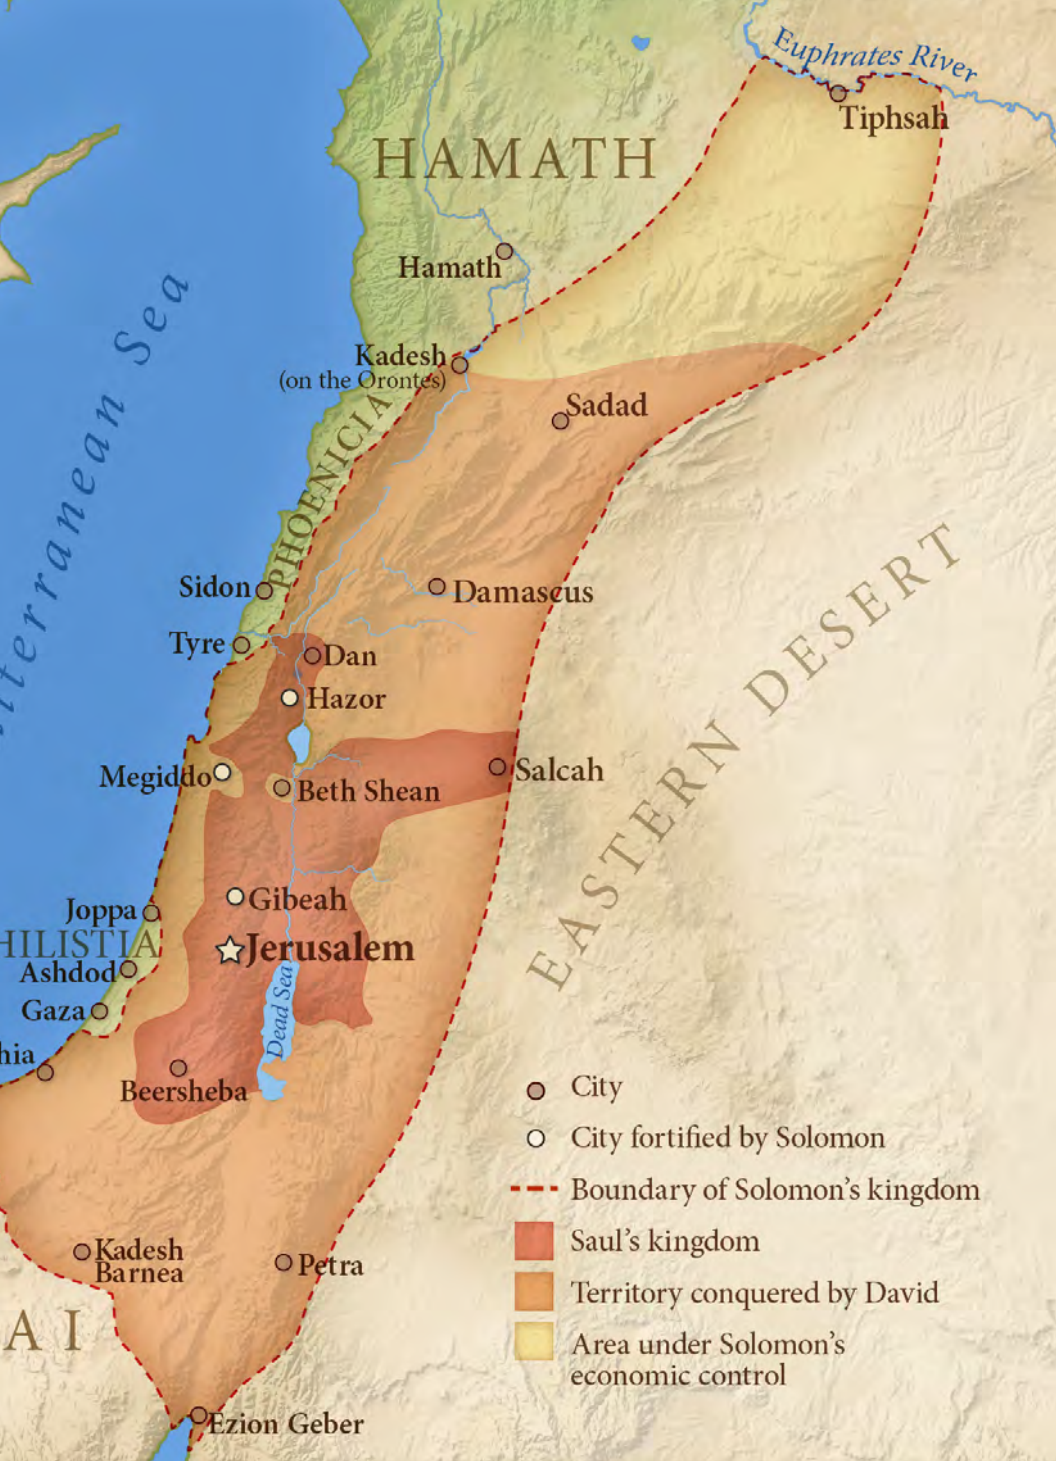 Euphrates River
Tiphsah
HAMATH
Hamath
Kadesh
(on the Orontes)
Sadad
PHOENICIA
terranean Sea
Sidon
Damascus
Tyre
Dan
Hazor
EASTERN DESERT
Megiddo
Beth Shean
Salcah
Gibeah
Joppa
HILISTIA
Jerusalem
Ashdod
Dead Sea
Gaza
hia
Beersheba
City
City fortified by Solomon
Boundary of Solomon's kingdom
Saul's kingdom
Territory conquered by David
Area under Solomon's
economic control
Kadesh
Barnea
Petra
A I
Ezion Geber